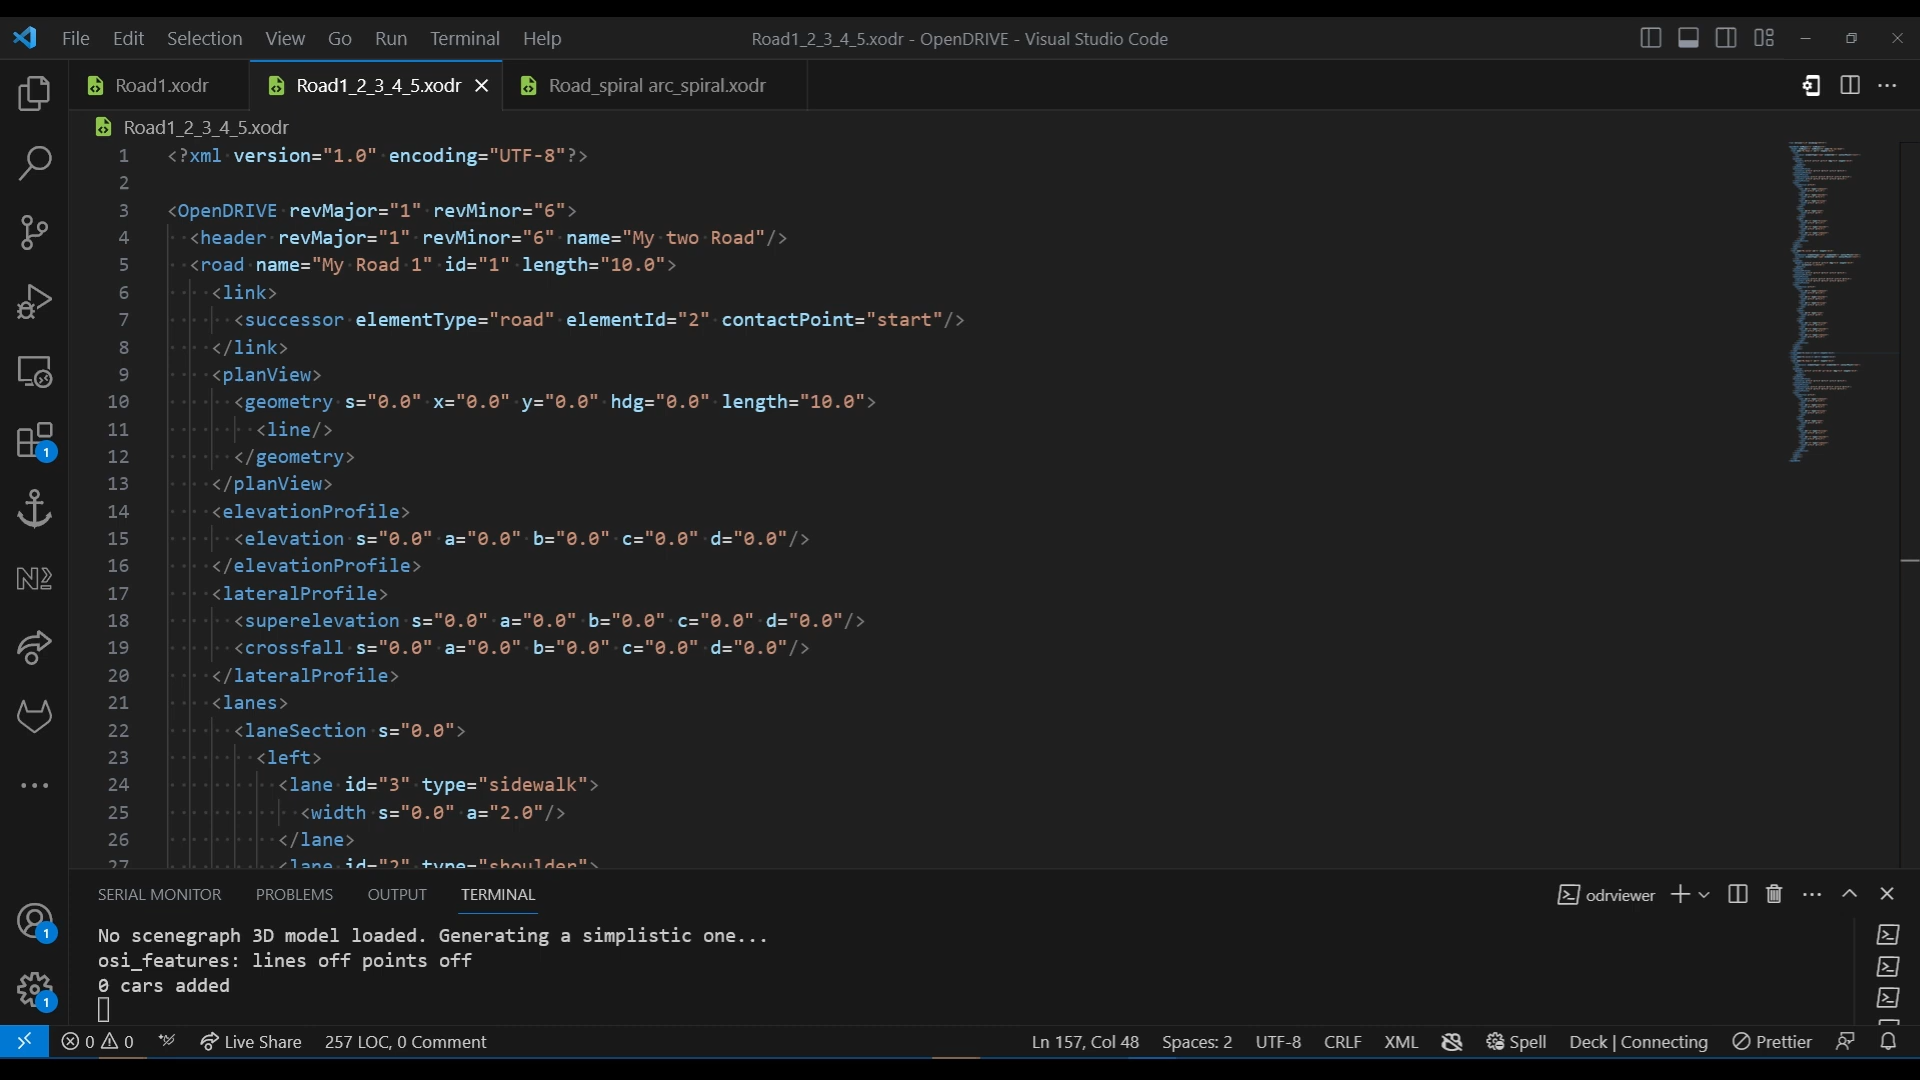 File Edit Selection View Go Run Terminal Help Road1_2_3_4_5.xodr - OpenDRIVE - Visual Studio Code
Road1.xodr Road1_2_3_4_5.xodr Road_spiral arc_spiral.xodr
Road1_2_3_4_5.xodr
1 <?xml version="1.0" encoding="UTF-8"?>
2
3 <OpenDRIVE revMajor="1" revMinor="6">
4 <header revMajor="1" revMinor="6" name="My two Road"/>
5 <road name="My Road 1" id="1" length="10.0">
6 <link>
7 <successor elementType="road" elementId="2" contactPoint="start"/>
8 </link>
9 <planView>
10 <geometry s="0.0" x="0.0" y="0.0" hdg="0.0" length="10.0">
11 <line/>
12 </geometry>
13 </planView>
14 <elevationProfile>
15 <elevation s="0.0" a="0.0" b="0.0" c="0.0" d="0.0"/>
16 </elevationProfile>
17 <lateralProfile>
18 <superelevation s="0.0" a="0.0" b="0.0" c="0.0" d="0.0"/>
19 <crossfall s="0.0" a="0.0" b="0.0" c="0.0" d="0.0"/>
20 </lateralProfile>
21 <lanes>
22 <laneSection s="0.0">
23 <left>
24 <lane id="3" type="sidewalk">
25 <width s="0.0" a="2.0"/>
26 </lane>
27 <lane id="2" type="shoulder">
SERIAL MONITOR PROBLEMS OUTPUT TERMINAL odrviewer
No scenegraph 3D model loaded. Generating a simplistic one...
osi_features: lines off points off
0 cars added
0 0 Live Share 257 LOC, 0 Comment Ln 157, Col 48 Spaces: 2 UTF-8 CRLF XML Spell Deck | Connecting Prettier
1
1
1